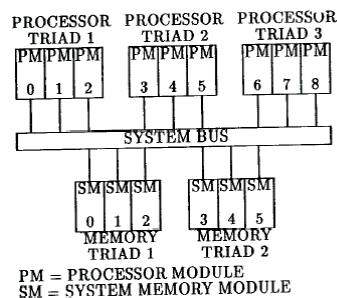 PROCESSOR PROCESSOR PROCESSOR
TRIAD 1 TRIAD 2 TRIAD 3
PM PM PM PM PM PM PM PM PM
0 1 2 3 4 5 6 7 8
SYSTEM BUS
SM SM SM SM SM SM
0 1 2 3 4 5
MEMORY MEMORY
TRIAD 1 TRIAD 2
PM = PROCESSOR MODULE
SM = SYSTEM MEMORY MODULE